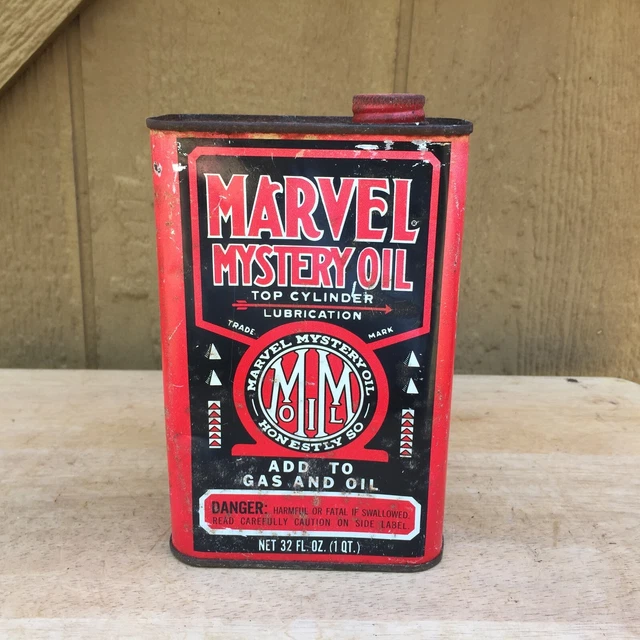 MARVEL
MYSTERY OIL
TOP CYLINDER
LUBRICATION
TRADE MARK
MARVEL MYSTERY OIL
MM
OIL
HONESTLY SO
ADD TO
GAS AND OIL
DANGER: HARMFUL OR FATAL IF SWALLOWED.
READ CAREFULLY CAUTION ON SIDE LABEL.
NET 32 FL. OZ. (1 QT.)